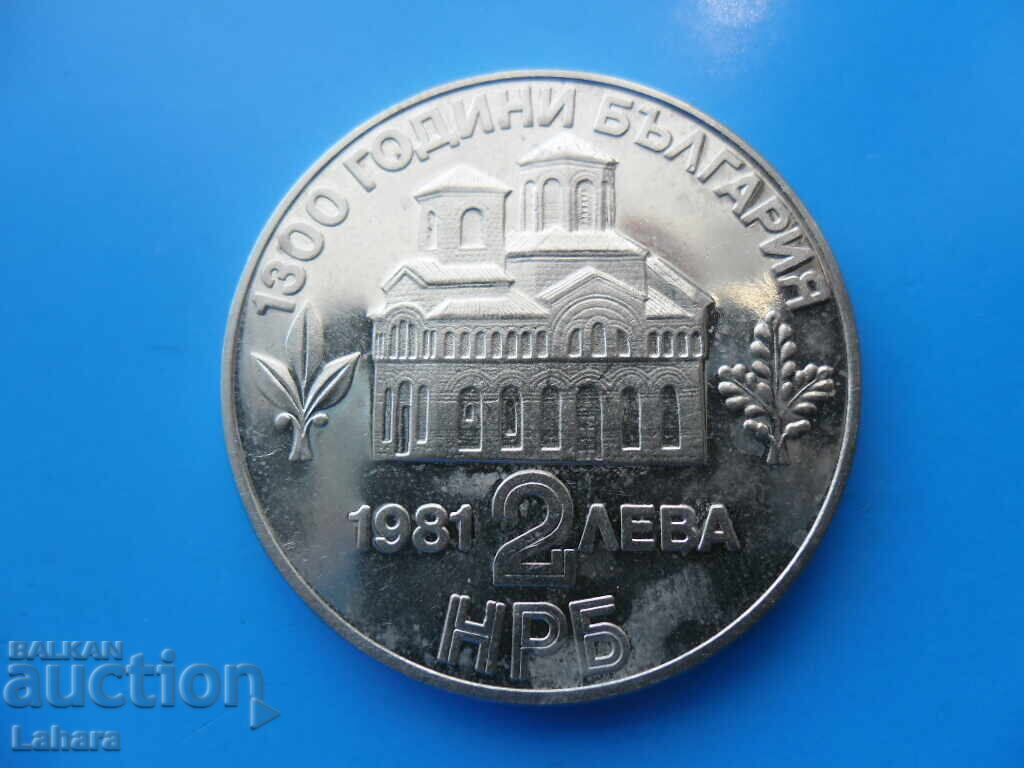 1300 ГОДИНИ БЪЛГАРИЯ
1981 2 ЛЕВА
НРБ
BALKAN
auction
Lahara